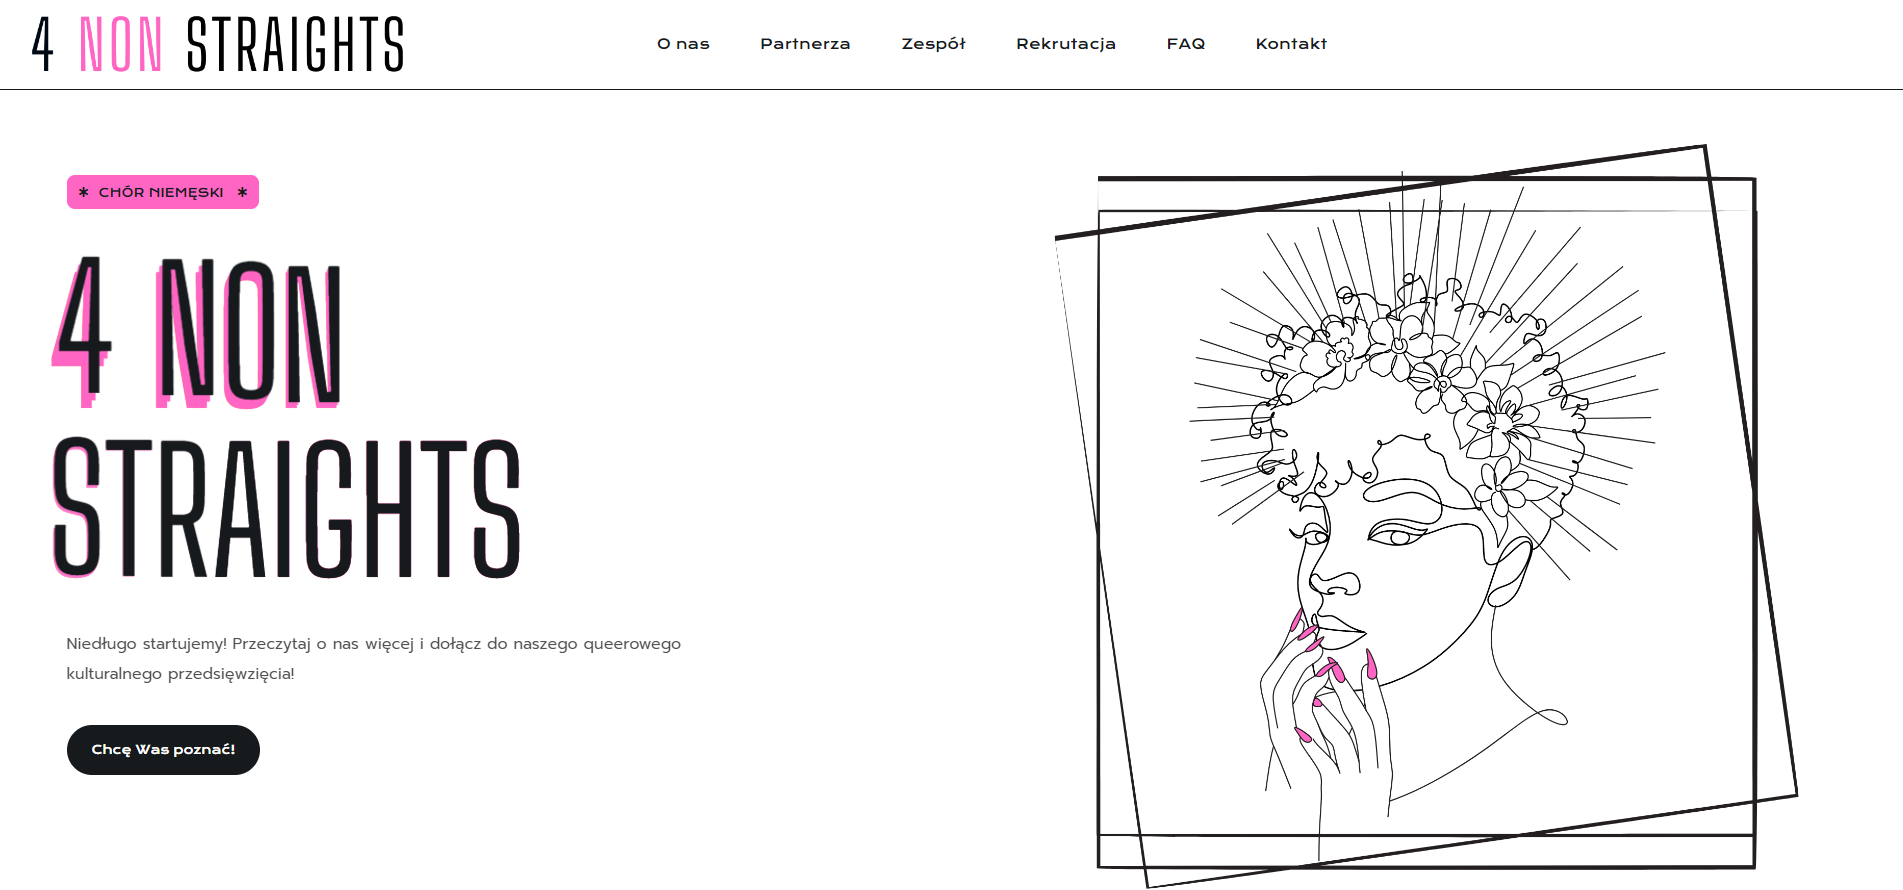 4 NON STRAIGHTS
O nas Partnerza Zespół Rekrutacja FAQ Kontakt
* CHÓR NIEMĘSKI *
4 NON
STRAIGHTS
Niedługo startujemy! Przeczytaj o nas więcej i dołącz do naszego queerowego
kulturalnego przedsięwzięcia!
Chcę Was poznać!